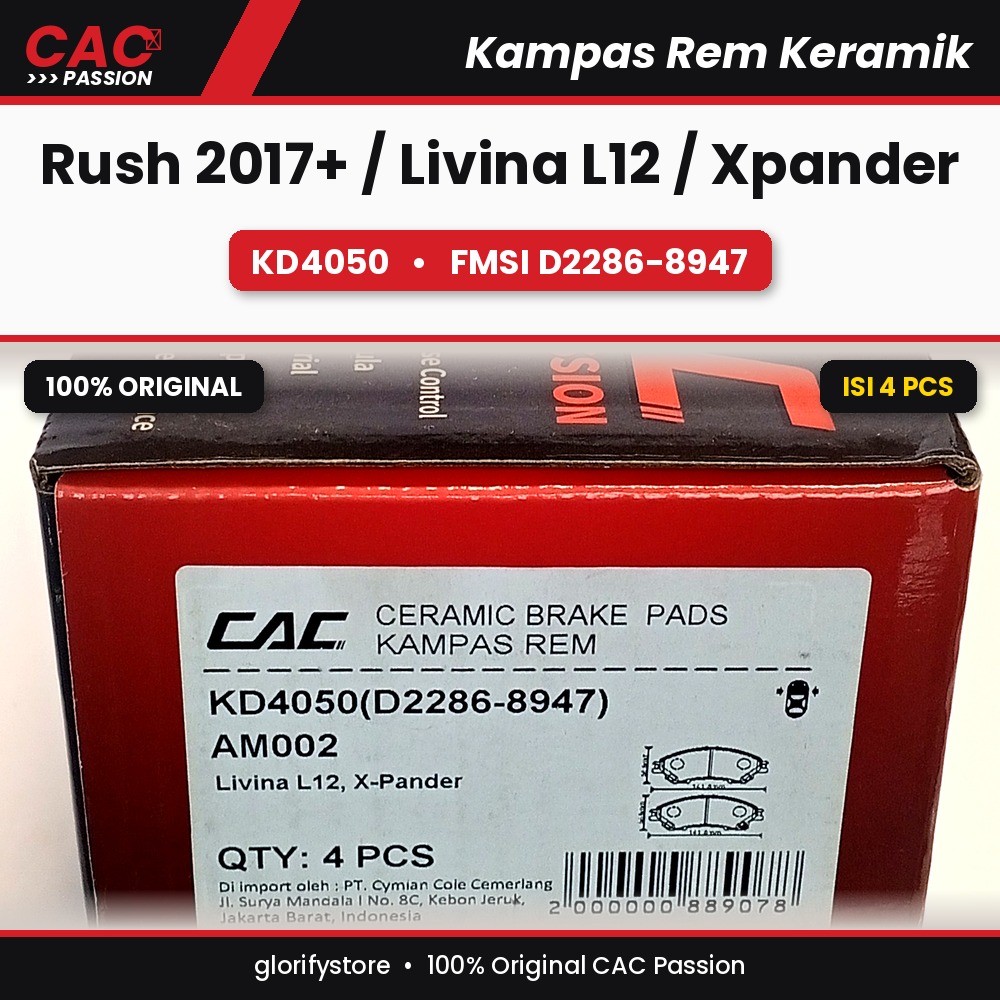 CAC
>>> PASSION
Kampas Rem Keramik
Rush 2017+ / Livina L12 / Xpander
KD4050 • FMSI D2286-8947
100% ORIGINAL
ISI 4 PCS
se Control
SION
CAC
CERAMIC BRAKE PADS
KAMPAS REM
KD4050(D2286-8947)
AM002
Livina L12, X-Pander
QTY: 4 PCS
Di import oleh : PT. Cymian Cole Cemerlang
Jl. Surya Mandala I No. 8C, Kebon Jeruk,
Jakarta Barat, Indonesia
2 000000 889078
glorifystore • 100% Original CAC Passion